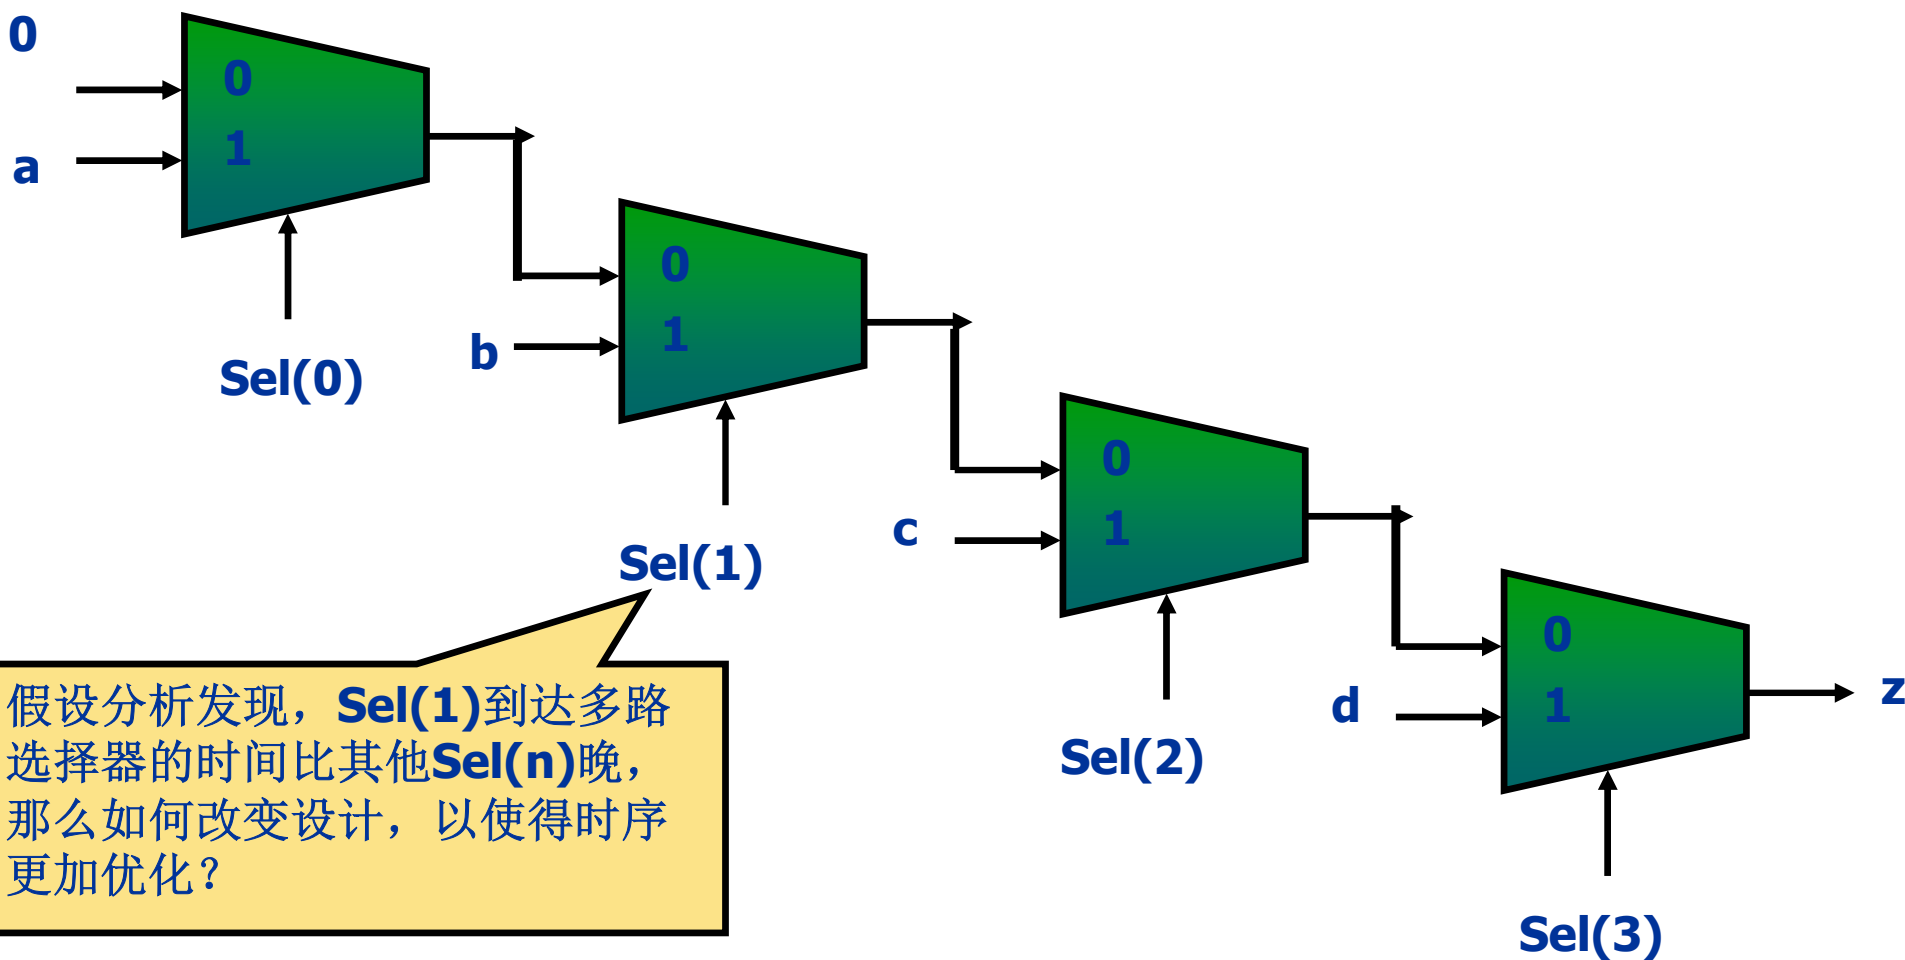 0
0
1
a
Sel(0)
0
1
b
Sel(1)
0
1
c
Sel(2)
0
1
d
z
Sel(3)
假设分析发现，Sel(1)到达多路
选择器的时间比其他Sel(n)晚，
那么如何改变设计，以使得时序
更加优化？